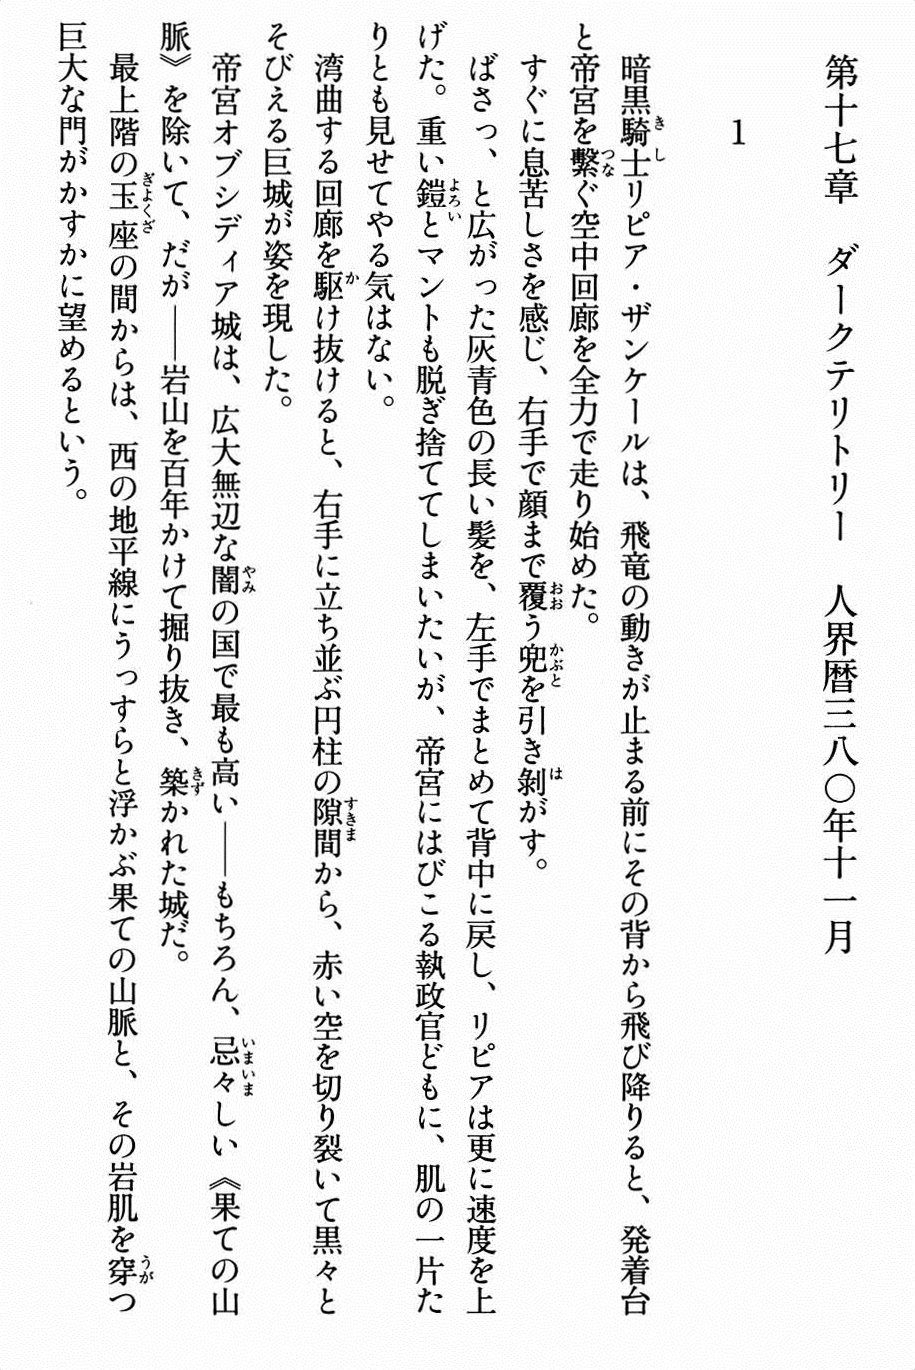 第十七章　ダークテリトリー　人界暦三八〇年十一月
1
暗黒騎士リピア・ザンケールは、飛竜の動きが止まる前にその背から飛び降りると、発着台
と帝宮を繋ぐ空中回廊を全力で走り始めた。
すぐに息苦しさを感じ、右手で顔まで覆う兜を引き剝がす。
ばさっ、と広がった灰青色の長い髪を、左手でまとめて背中に戻し、リピアは更に速度を上
げた。重い鎧とマントも脱ぎ捨ててしまいたいが、帝宮にはびこる執政官どもに、肌の一片た
りとも見せてやる気はない。
湾曲する回廊を駆け抜けると、右手に立ち並ぶ円柱の隙間から、赤い空を切り裂いて黒々と
そびえる巨城が姿を現した。
帝宮オブシディア城は、広大無辺な闇の国で最も高い――もちろん、忌々しい《果ての山
脈》を除いて、だが――岩山を百年かけて掘り抜き、築かれた城だ。
最上階の玉座の間からは、西の地平線にうっすらと浮かぶ果ての山脈と、その岩肌を穿つ
巨大な門がかすかに望めるという。